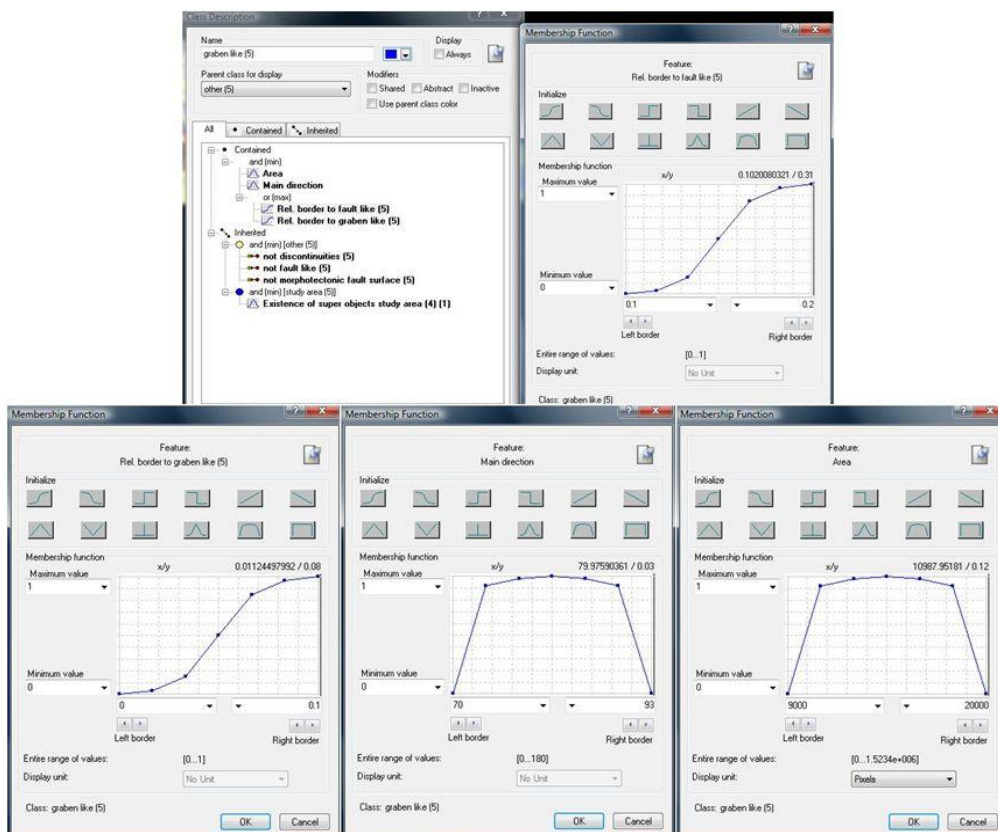 Class Description
Name
Display
graben like (5)
Always
Parent class for display
Modifiers
other (5)
Shared
Abstract
Inactive
Use parent class color
All
Contained
Inherited
Contained
and (min)
Area
Main direction
or (max)
Rel. border to fault like (5)
Rel. border to graben like (5)
Inherited
and (min) [other (5)]
not discontinuities (5)
not fault like (5)
not morphotectonic fault surface (5)
and (min) [study area (5)]
Existence of super objects study area (4) (1)
Membership Function
Feature:
Rel. border to fault like (5)
Initialize
Membership function
x/y
0.1020080321 / 0.31
Maximum value
1
Minimum value
0
0.1
0.2
Left border
Right border
Entire range of values:
[0...1]
Display unit:
No Unit
Class: graben like (5)
Membership Function
Feature:
Rel. border to graben like (5)
Initialize
Membership function
x/y
0.01124497992 / 0.08
Maximum value
1
Minimum value
0
0
0.1
Left border
Right border
Entire range of values:
[0...1]
Display unit:
No Unit
Class: graben like (5)
OK
Cancel
Membership Function
Feature:
Main direction
Initialize
Membership function
x/y
79.97590361 / 0.03
Maximum value
1
Minimum value
0
70
93
Left border
Right border
Entire range of values:
[0...180]
Display unit:
No Unit
Class: graben like (5)
OK
Cancel
Membership Function
Feature:
Area
Initialize
Membership function
x/y
10987.95181 / 0.12
Maximum value
1
Minimum value
0
9000
20000
Left border
Right border
Entire range of values:
[0...1.5234e+006]
Display unit:
Pixels
Class: graben like (5)
OK
Cancel